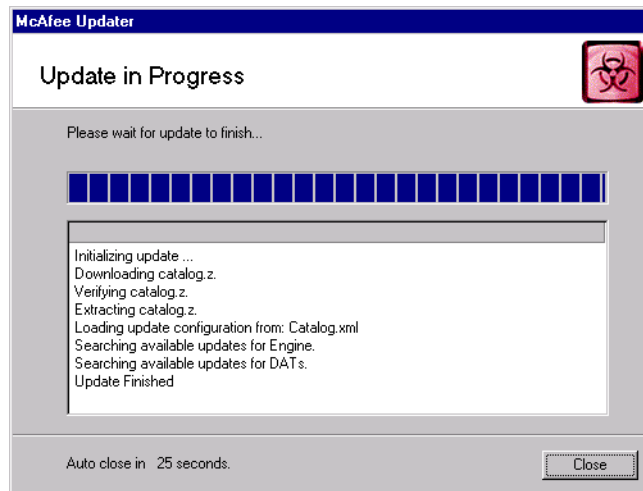 McAfee Updater
Update in Progress
Please wait for update to finish...
Initializing update ...
Downloading catalog.z.
Verifying catalog.z.
Extracting catalog.z.
Loading update configuration from: Catalog.xml
Searching available updates for Engine.
Searching available updates for DATs.
Update Finished
Auto close in 25 seconds.
Close